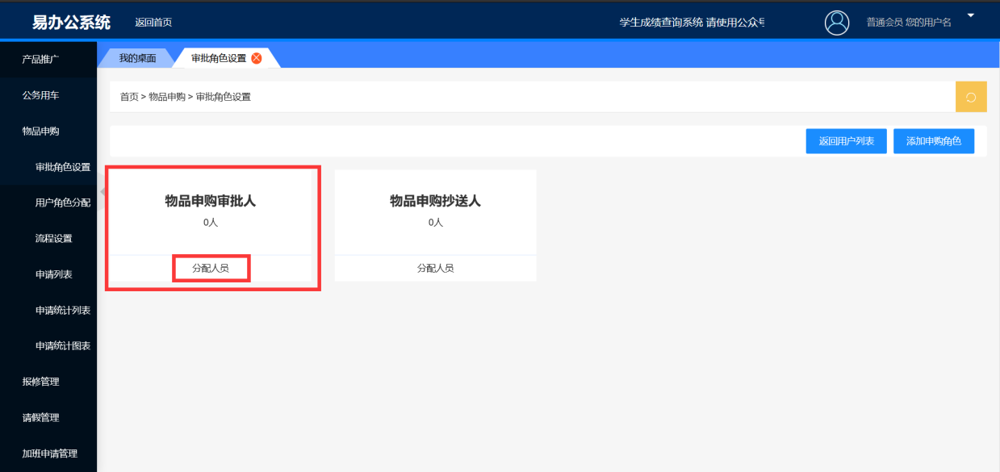 易办公系统
返回首页
学生成绩查询系统 请使用公众号
普通会员 您的用户名
产品推广
公务用车
物品申购
审批角色设置
用户角色分配
流程设置
申请列表
申请统计列表
申请统计图表
报修管理
请假管理
加班申请管理
我的桌面
审批角色设置
首页 > 物品申购 > 审批角色设置
返回用户列表
添加申购角色
物品申购审批人
0人
分配人员
物品申购抄送人
0人
分配人员